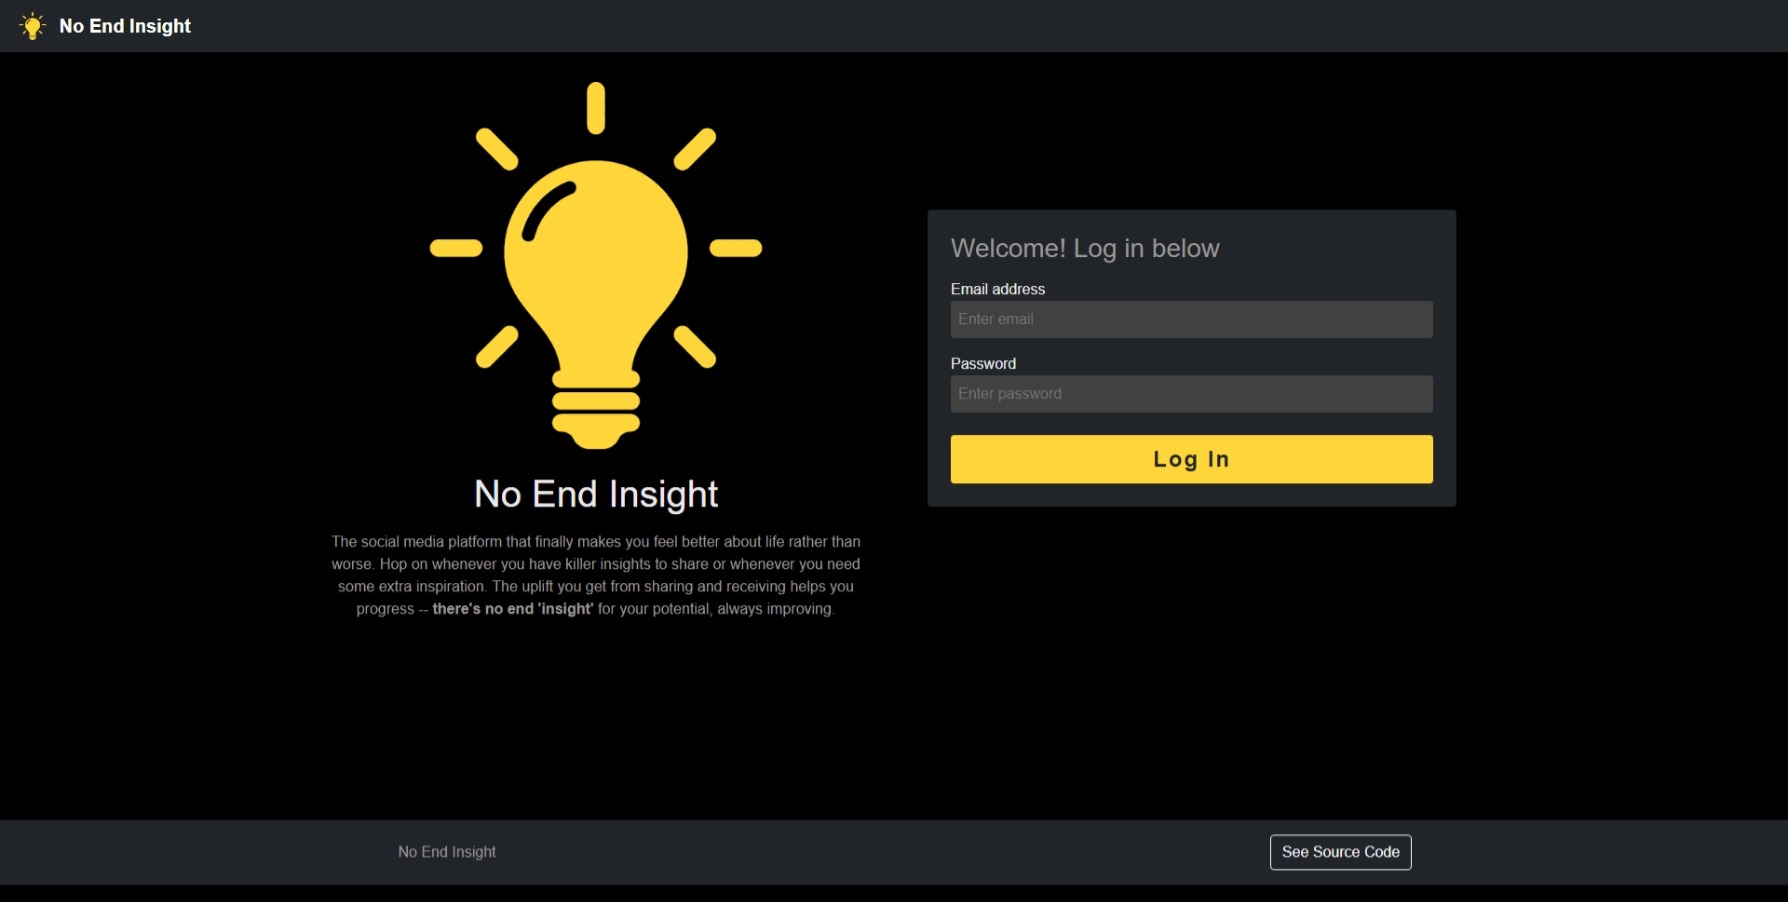 No End Insight
No End Insight
The social media platform that finally makes you feel better about life rather than
worse. Hop on whenever you have killer insights to share or whenever you need
some extra inspiration. The uplift you get from sharing and receiving helps you
progress -- there's no end 'insight' for your potential, always improving.
Welcome! Log in below
Email address
Enter email
Password
Enter password
Log In
No End Insight
See Source Code